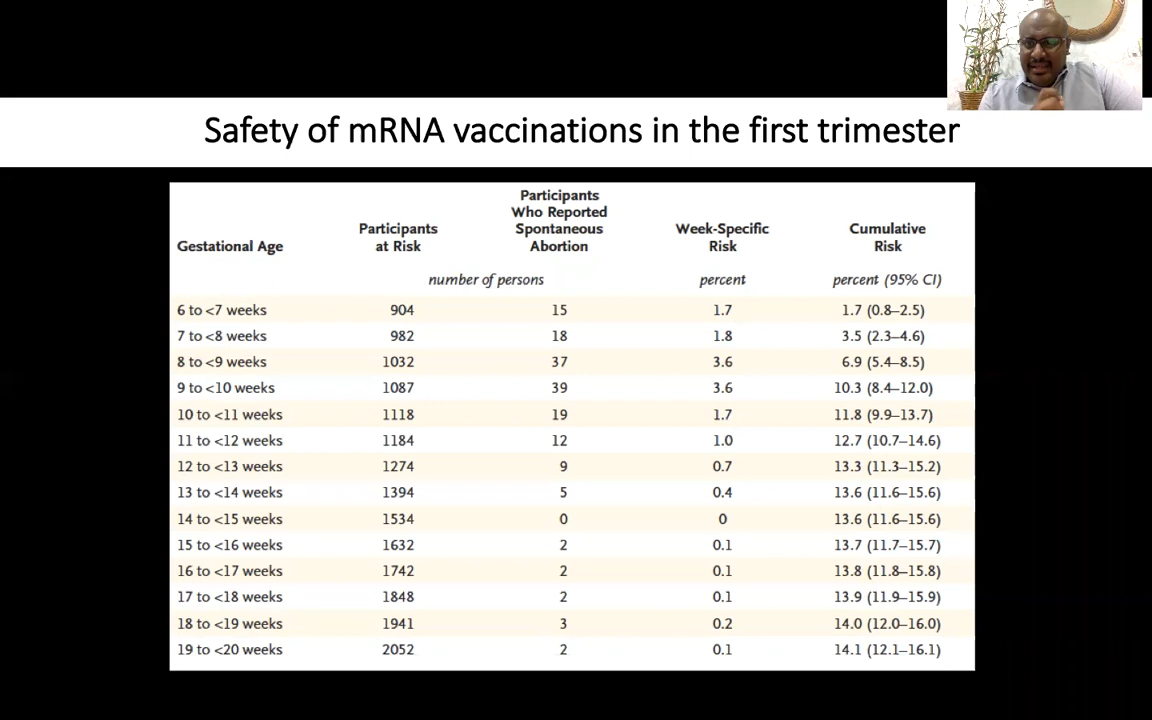 Safety of mRNA vaccinations in the first trimester
Participants
Who Reported
Participants Spontaneous Week-Specific Cumulative
Gestational Age at Risk Abortion Risk Risk
number of persons percent percent (95% CI)
6 to <7 weeks 904 15 1.7 1.7 (0.8–2.5)
7 to <8 weeks 982 18 1.8 3.5 (2.3–4.6)
8 to <9 weeks 1032 37 3.6 6.9 (5.4–8.5)
9 to <10 weeks 1087 39 3.6 10.3 (8.4–12.0)
10 to <11 weeks 1118 19 1.7 11.8 (9.9–13.7)
11 to <12 weeks 1184 12 1.0 12.7 (10.7–14.6)
12 to <13 weeks 1274 9 0.7 13.3 (11.3–15.2)
13 to <14 weeks 1394 5 0.4 13.6 (11.6–15.6)
14 to <15 weeks 1534 0 0 13.6 (11.6–15.6)
15 to <16 weeks 1632 2 0.1 13.7 (11.7–15.7)
16 to <17 weeks 1742 2 0.1 13.8 (11.8–15.8)
17 to <18 weeks 1848 2 0.1 13.9 (11.9–15.9)
18 to <19 weeks 1941 3 0.2 14.0 (12.0–16.0)
19 to <20 weeks 2052 2 0.1 14.1 (12.1–16.1)